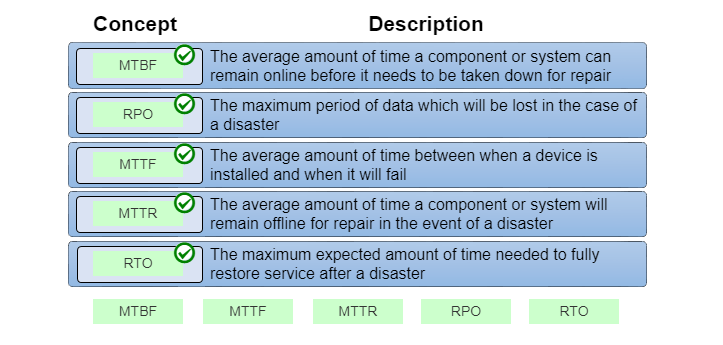 Concept Description
MTBF
The average amount of time a component or system can
remain online before it needs to be taken down for repair
RPO
The maximum period of data which will be lost in the case of
a disaster
MTTF
The average amount of time between when a device is
installed and when it will fail
MTTR
The average amount of time a component or system will
remain offline for repair in the event of a disaster
RTO
The maximum expected amount of time needed to fully
restore service after a disaster
MTBF MTTF MTTR RPO RTO